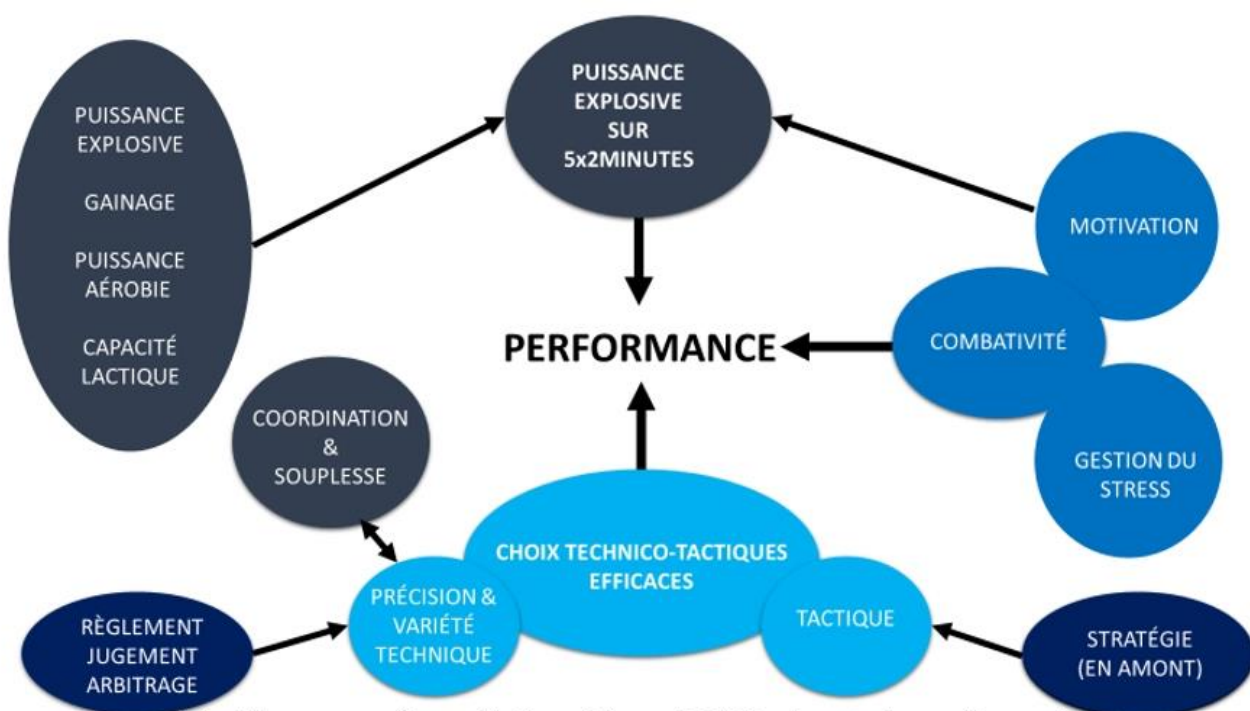 PUISSANCE
EXPLOSIVE
GAINAGE
PUISSANCE
AÉROBIE
CAPACITÉ
LACTIQUE
PUISSANCE
EXPLOSIVE
SUR
5x2MINUTES
MOTIVATION
COMBATIVITÉ
GESTION DU
STRESS
PERFORMANCE
COORDINATION
&
SOUPLESSE
CHOIX TECHNICO-TACTIQUES
EFFICACES
PRÉCISION &
VARIÉTÉ
TECHNIQUE
TACTIQUE
RÈGLEMENT
JUGEMENT
ARBITRAGE
STRATÉGIE
(EN AMONT)